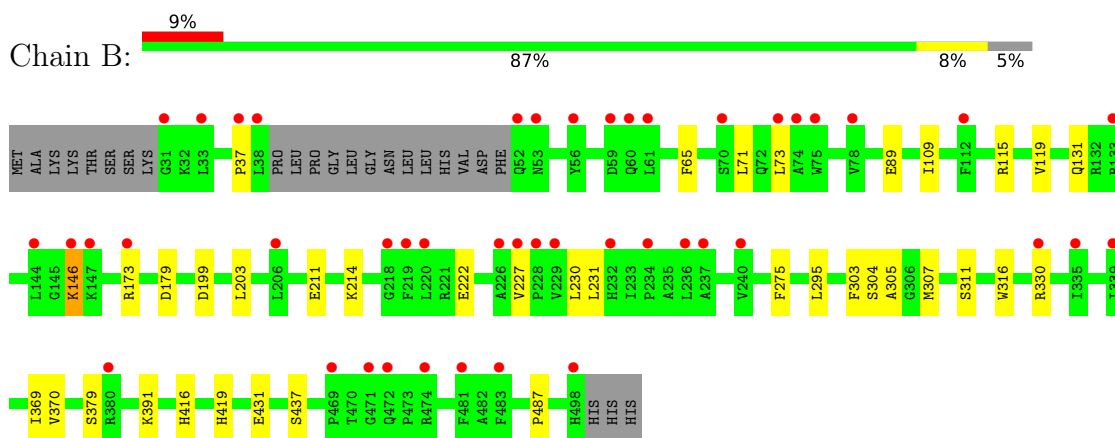 9%
Chain B:
87% 8% 5%
MET ALA LYS LYS THR SER SER LYS G31 K32 L33 P37 L38 PRO LEU PRO GLY LEU GLY ASN LEU LEU HIS VAL ASP PHE Q52 N53 Y56 D59 Q60 L61 F65 S70 L71 Q72 L73 A74 W75 V78 E89 I109 F112 R115 V119 Q131 R132 R133
L144 G145 K146 K147 R173 D179 D199 L203 L206 E211 K214 G218 F219 L220 R221 E222 A226 V227 P228 V229 L230 L231 H232 I233 P234 A235 L236 A237 V240 F275 L295 F303 S304 A305 G306 M307 S311 W316 R330 I335
I369 V370 S379 R380 K391 H416 H419 E431 S437 P469 T470 G471 Q472 P473 R474 F481 A482 F483 P487 H498 HIS HIS HIS